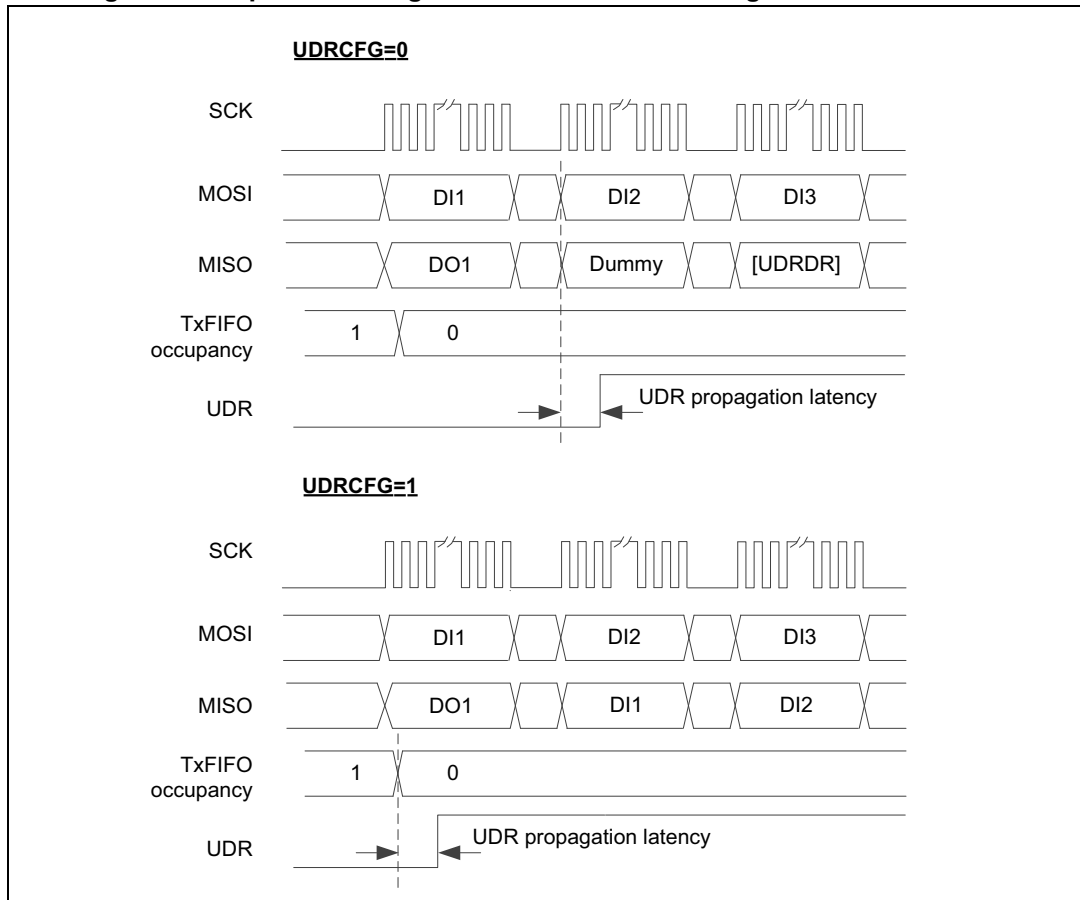 UDRCFG=0
SCK
MOSI DI1 DI2 DI3
MISO DO1 Dummy [UDRDR]
TxFIFO
occupancy
1 0
UDR UDR propagation latency
UDRCFG=1
SCK
MOSI DI1 DI2 DI3
MISO DO1 DI1 DI2
TxFIFO
occupancy
1 0
UDR UDR propagation latency